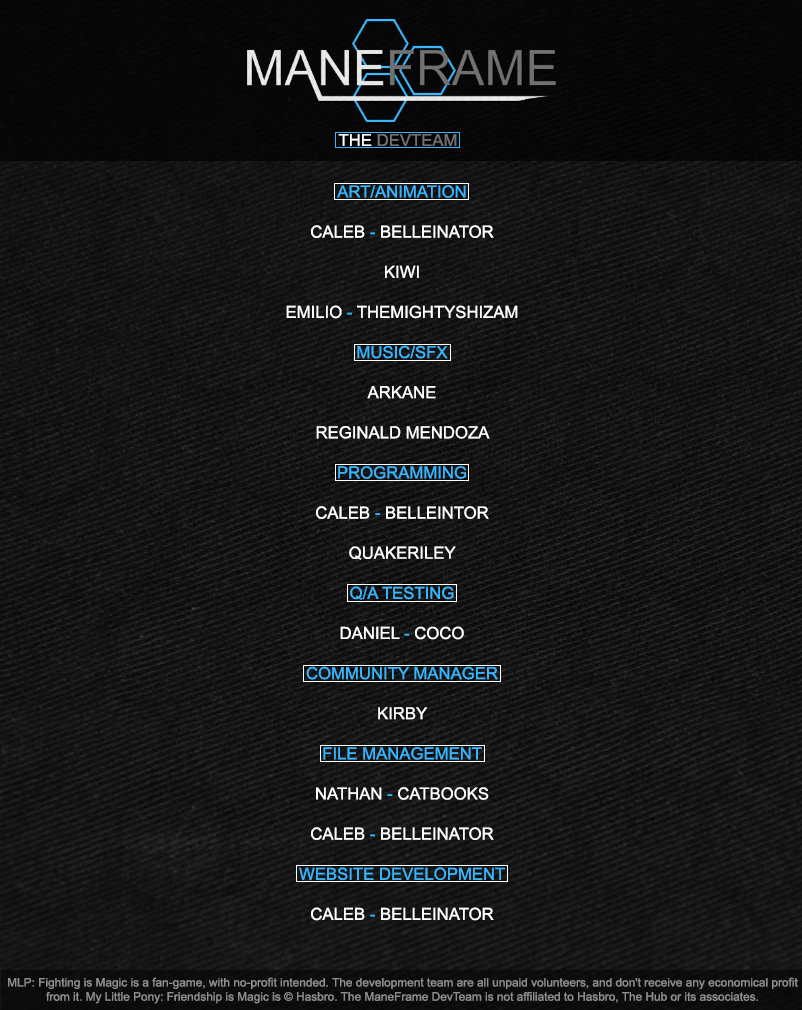 MANEFRAME
THE DEVTEAM
ART/ANIMATION
CALEB - BELLEINATOR
KIWI
EMILIO - THEMIGHTYSHIZAM
MUSIC/SFX
ARKANE
REGINALD MENDOZA
PROGRAMMING
CALEB - BELLEINTOR
QUAKERILEY
Q/A TESTING
DANIEL - COCO
COMMUNITY MANAGER
KIRBY
FILE MANAGEMENT
NATHAN - CATBOOKS
CALEB - BELLEINATOR
WEBSITE DEVELOPMENT
CALEB - BELLEINATOR
MLP: Fighting is Magic is a fan-game, with no-profit intended. The development team are all unpaid volunteers, and don't receive any economical profit
from it. My Little Pony: Friendship is Magic is © Hasbro. The ManeFrame DevTeam is not affiliated to Hasbro, The Hub or its associates.